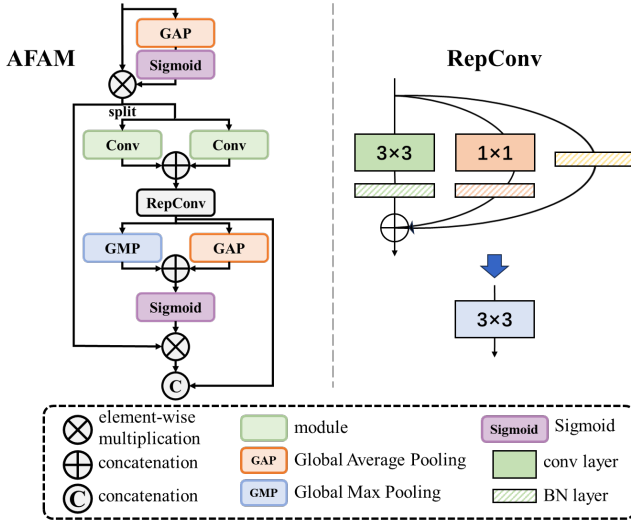 AFAM
GAP
Sigmoid
split
Conv
Conv
RepConv
GMP
GAP
Sigmoid
C
RepConv
3×3
1×1
3×3
element-wise
multiplication
concatenation
C
concatenation
module
GAP
Global Average Pooling
GMP
Global Max Pooling
Sigmoid
Sigmoid
conv layer
BN layer